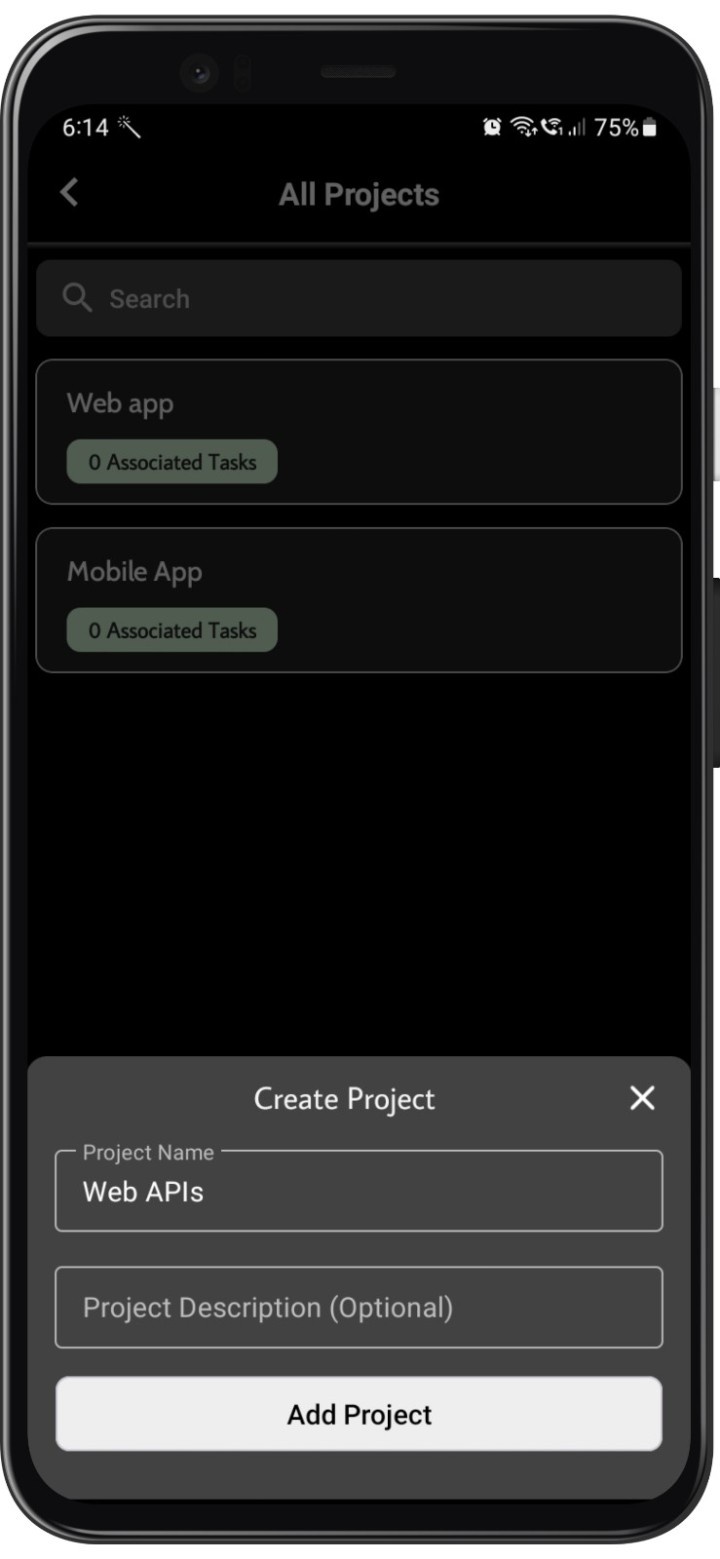 6:14
75%
All Projects
Search
Web app
0 Associated Tasks
Mobile App
0 Associated Tasks
Create Project
Project Name
Web APIs
Project Description (Optional)
Add Project